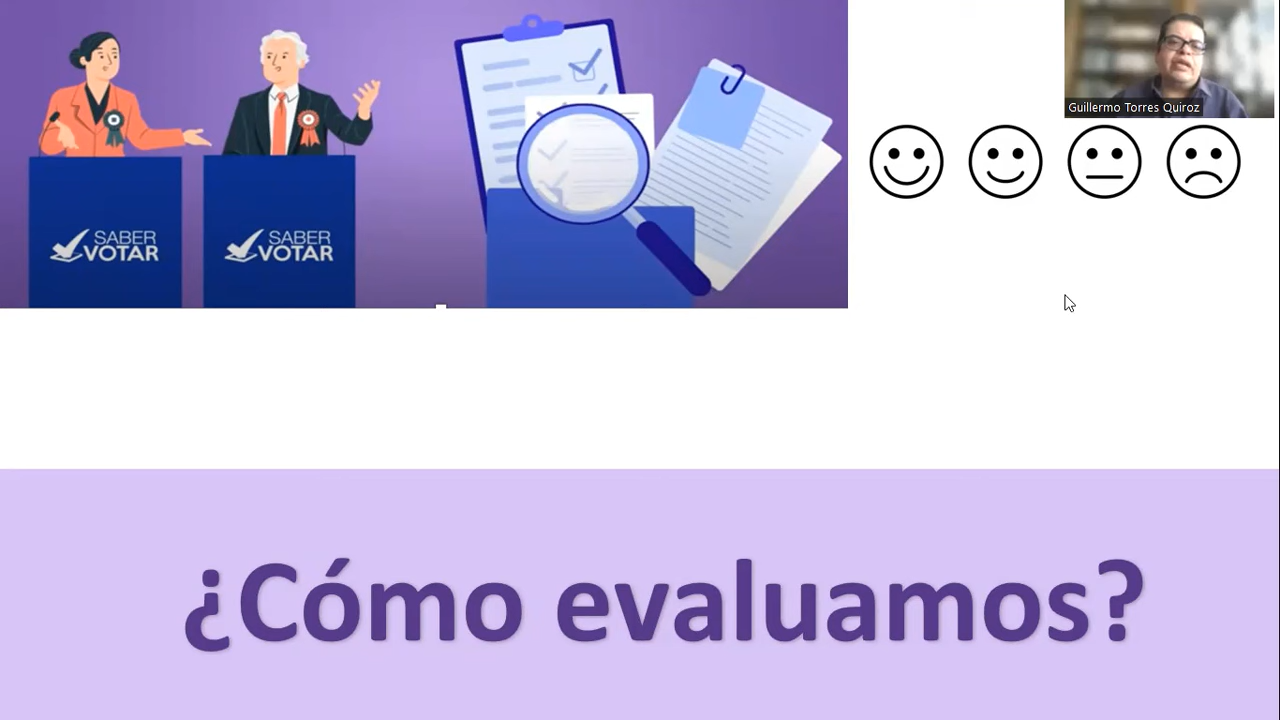 Guillermo Torres Quiroz
SABER
VOTAR
SABER
VOTAR
¿Cómo evaluamos?